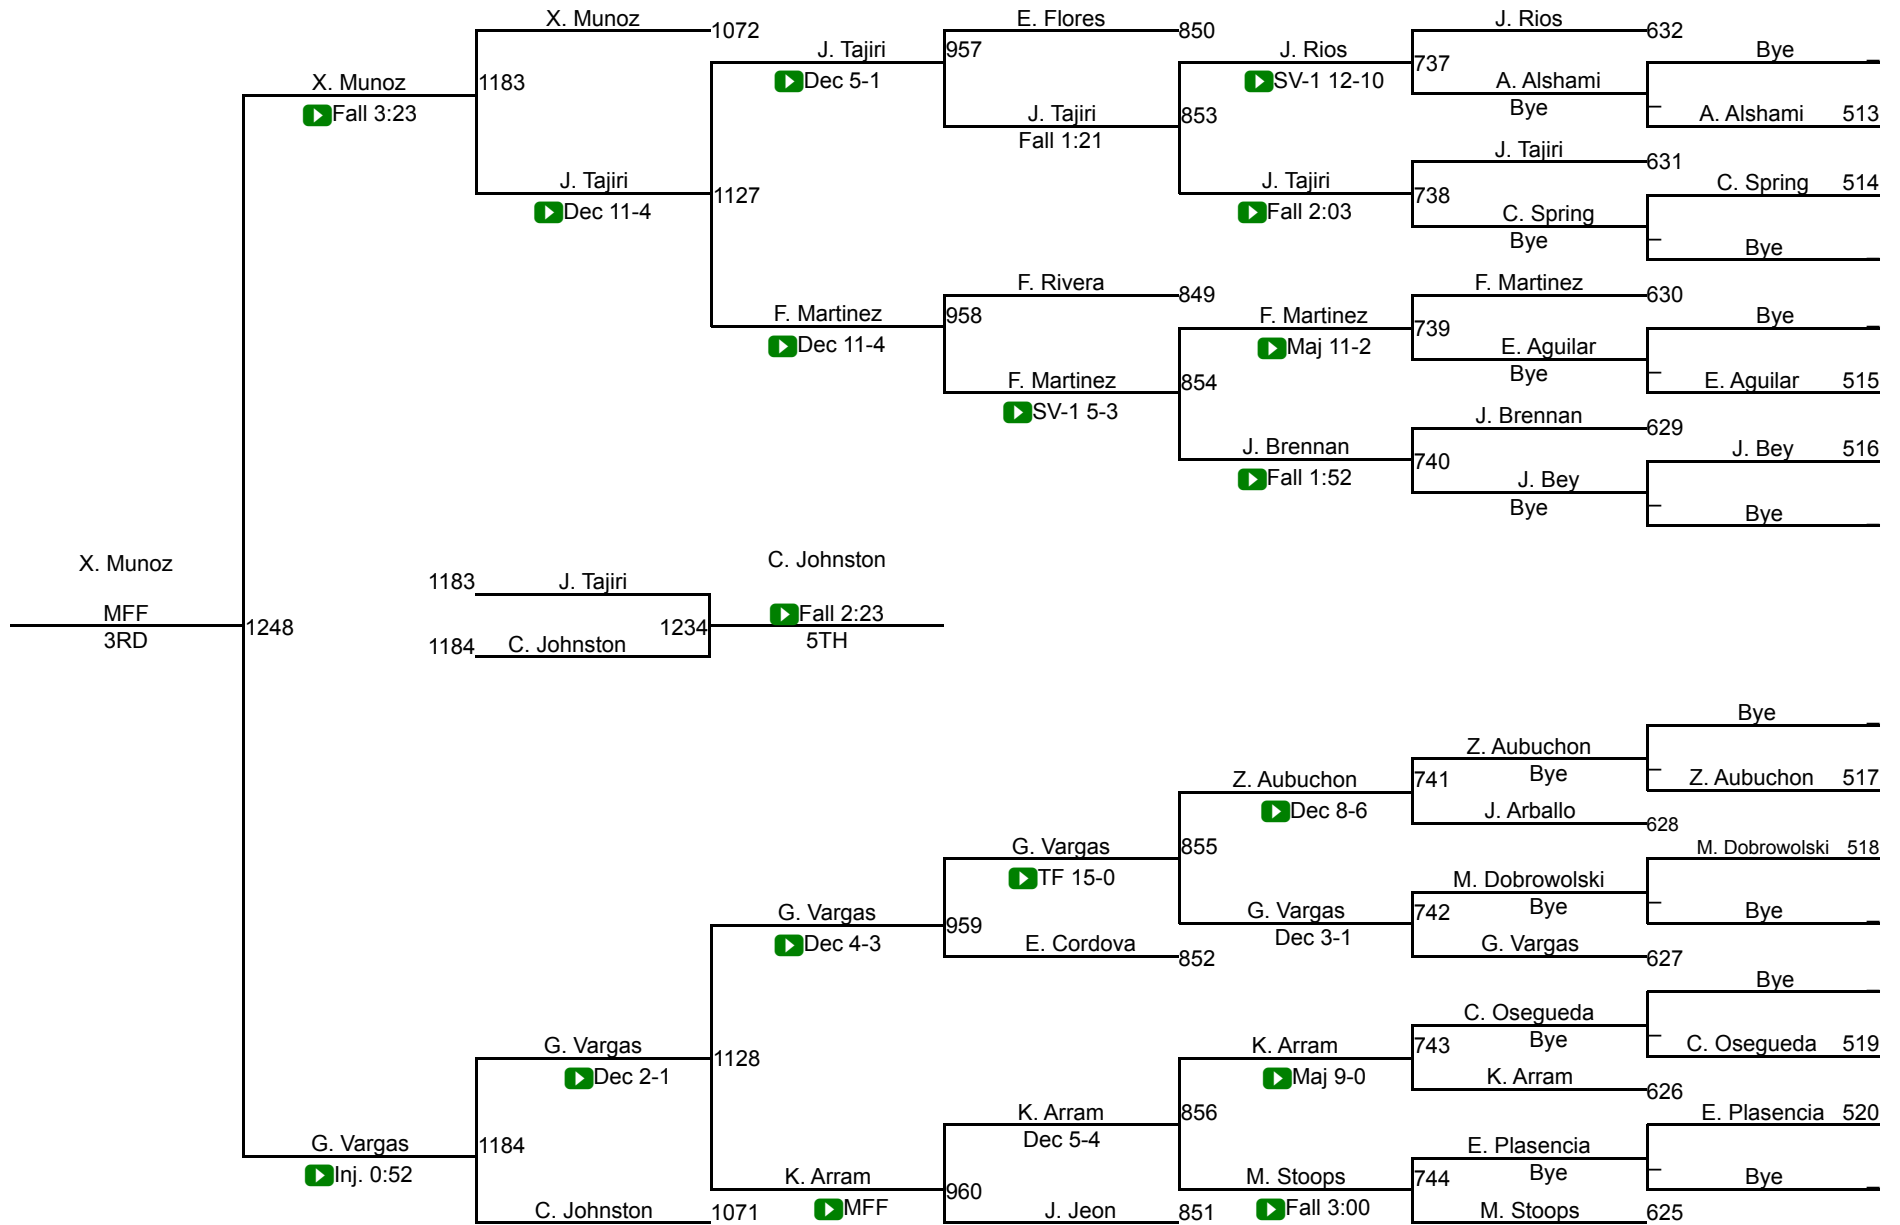 X. Munoz
1072
E. Flores
850
J. Rios
632
Bye
J. Tajiri
957
Dec 5-1
J. Rios
SV-1 12-10
737
A. Alshami
Bye
A. Alshami 513
X. Munoz
Fall 3:23
1183
J. Tajiri
Fall 1:21
853
J. Tajiri
631
C. Spring 514
J. Tajiri
Dec 11-4
1127
J. Tajiri
Fall 2:03
738
C. Spring
Bye
Bye
F. Rivera
849
F. Martinez
630
Bye
F. Martinez
Dec 11-4
958
F. Martinez
Maj 11-2
739
E. Aguilar
Bye
E. Aguilar 515
F. Martinez
SV-1 5-3
854
J. Brennan
629
J. Bey 516
J. Brennan
Fall 1:52
740
J. Bey
Bye
Bye
X. Munoz
MFF
3RD
1248
1183
J. Tajiri
1184
C. Johnston
1234
C. Johnston
Fall 2:23
5TH
Bye
Z. Aubuchon
Bye
Z. Aubuchon 517
Z. Aubuchon
Dec 8-6
741
J. Arballo
628
G. Vargas
TF 15-0
855
M. Dobrowolski 518
M. Dobrowolski
Bye
Bye
G. Vargas
Dec 4-3
959
G. Vargas
Dec 3-1
742
G. Vargas
627
E. Cordova
852
Bye
C. Osegueda
Bye
C. Osegueda 519
G. Vargas
Dec 2-1
1128
K. Arram
Maj 9-0
743
K. Arram
626
K. Arram
Dec 5-4
856
E. Plasencia 520
G. Vargas
Inj. 0:52
1184
E. Plasencia
Bye
Bye
K. Arram
MFF
960
M. Stoops
Fall 3:00
744
C. Johnston
1071
J. Jeon
851
M. Stoops
625